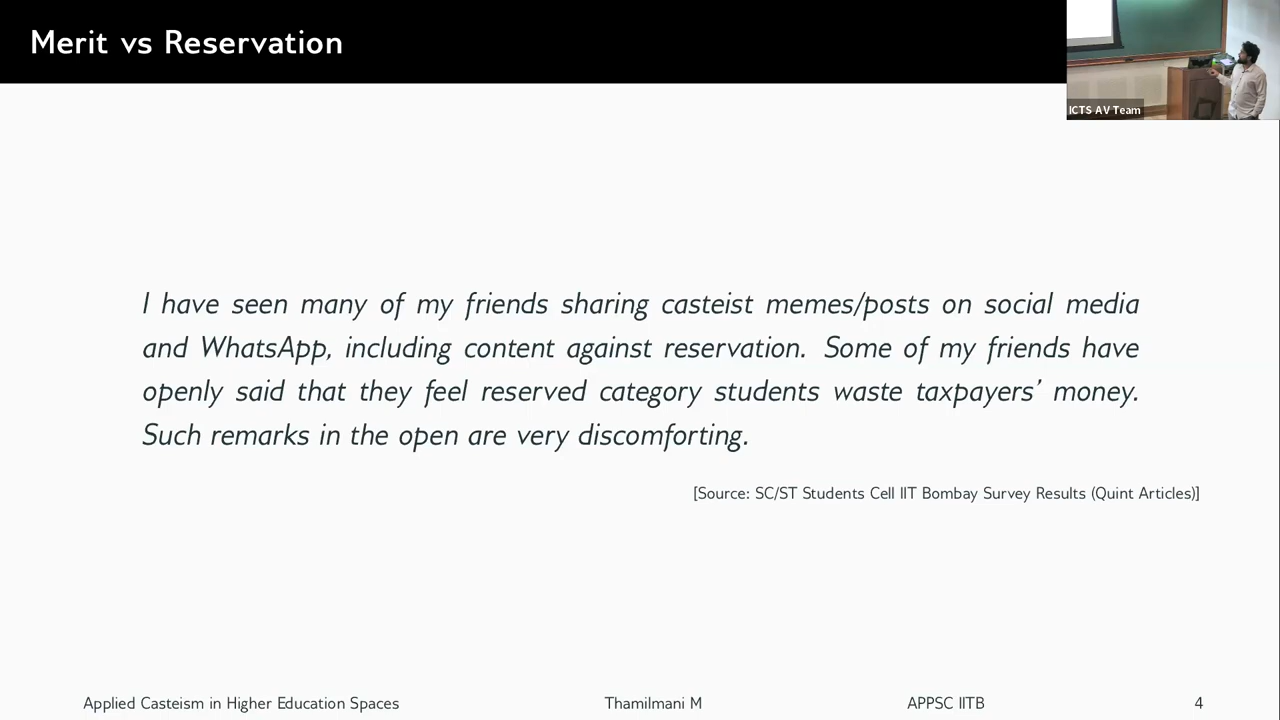 Merit vs Reservation
ICTS AV Team
I have seen many of my friends sharing casteist memes/posts on social media
and WhatsApp, including content against reservation. Some of my friends have
openly said that they feel reserved category students waste taxpayers’ money.
Such remarks in the open are very discomforting.
[Source: SC/ST Students Cell IIT Bombay Survey Results (Quint Articles)]
Applied Casteism in Higher Education Spaces Thamilmani M APPSC IITB 4